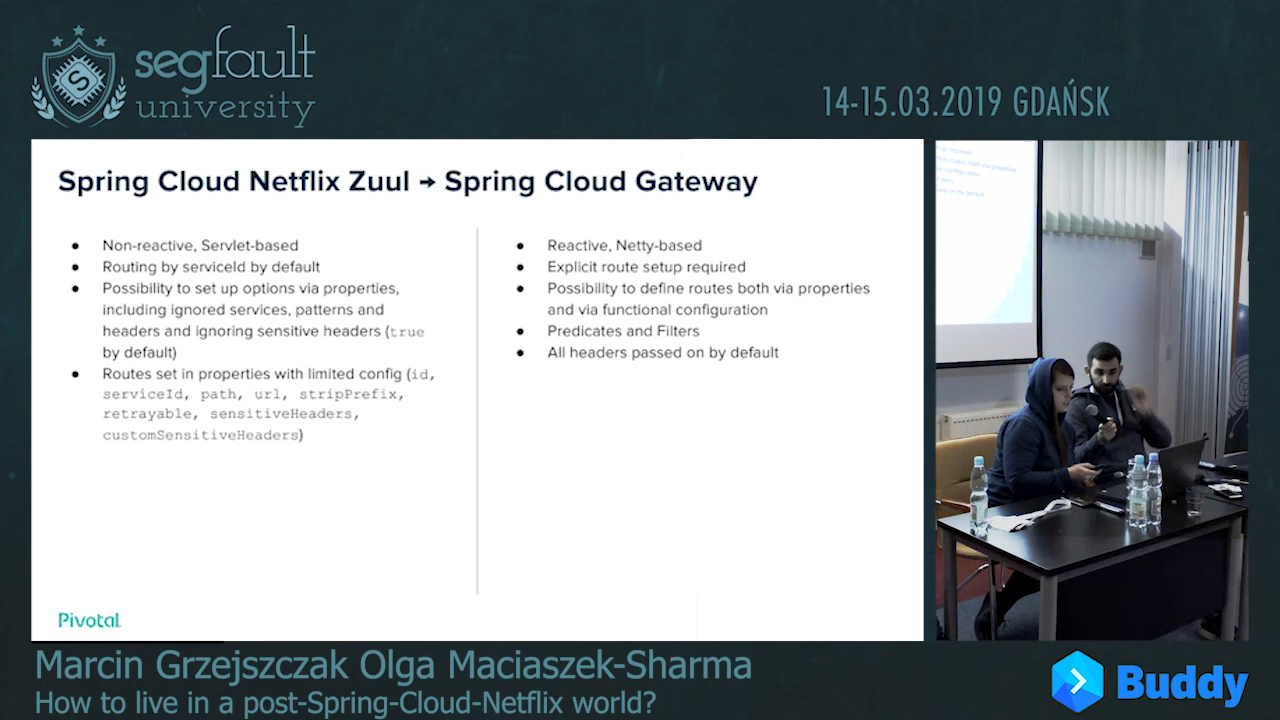 segfault
university
14-15.03.2019 GDAŃSK
Spring Cloud Netflix Zuul → Spring Cloud Gateway
● Non-reactive, Servlet-based
● Routing by serviceId by default
● Possibility to set up options via properties,
including ignored services, patterns and
headers and ignoring sensitive headers (true
by default)
● Routes set in properties with limited config (id,
serviceId, path, url, stripPrefix,
retrayable, sensitiveHeaders,
customSensitiveHeaders)
● Reactive, Netty-based
● Explicit route setup required
● Possibility to define routes both via properties
and via functional configuration
● Predicates and Filters
● All headers passed on by default
Pivotal
Marcin Grzejszczak Olga Maciaszek-Sharma
How to live in a post-Spring-Cloud-Netflix world?
Buddy